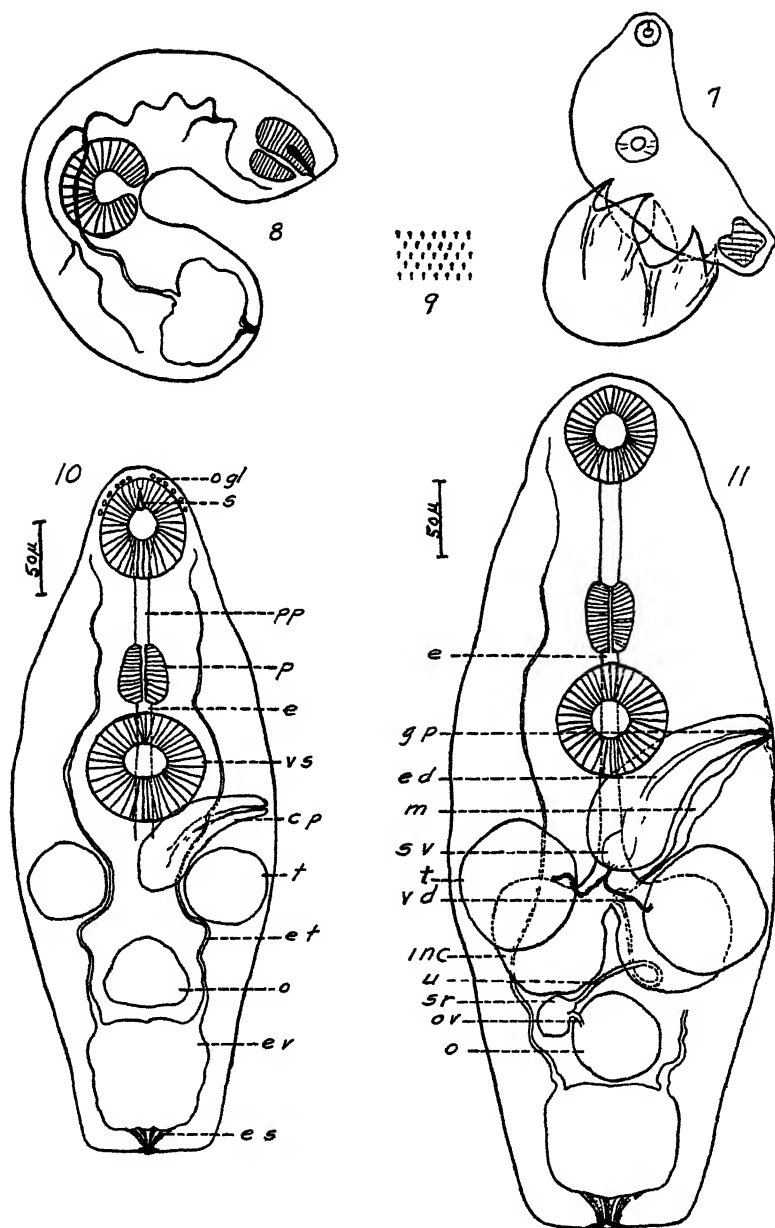 8
7
9
10
ogl
s
50μ
pp
p
e
vs
cp
t
et
o
ev
es
11
50μ
e
gp
ed
m
sv
t
vd
inc
u
sr
ov
o